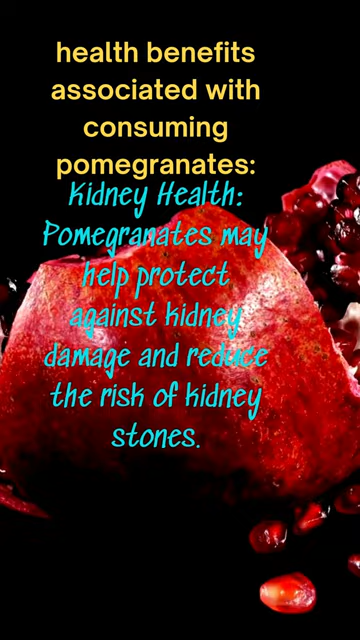 health benefits
associated with
consuming
pomegranates:
Kidney Health:
Pomegranates may
help protect
against kidney
damage and reduce
the risk of kidney
stones.